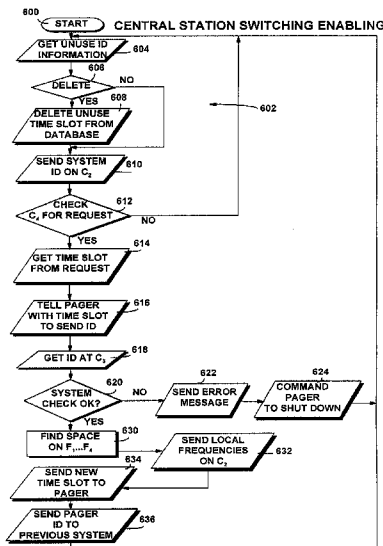 600
START
CENTRAL STATION SWITCHING ENABLING
GET UNUSE ID
INFORMATION
604
606
DELETE
NO
YES
608
602
DELETE UNUSE
TIME SLOT FROM
DATABASE
SEND SYSTEM
ID ON C₂
610
CHECK
C₄ FOR REQUEST
612
NO
YES
614
GET TIME SLOT
FROM REQUEST
616
TELL PAGER
WITH TIME SLOT
TO SEND ID
618
GET ID AT C₃
620
SYSTEM
CHECK OK?
NO
622
SEND ERROR
MESSAGE
624
COMMAND
PAGER
TO SHUT DOWN
YES
FIND SPACE
ON F₁...F₄
630
SEND LOCAL
FREQUENCIES
ON C₂
632
634
SEND NEW
TIME SLOT TO
PAGER
SEND PAGER
ID TO
PREVIOUS SYSTEM
636